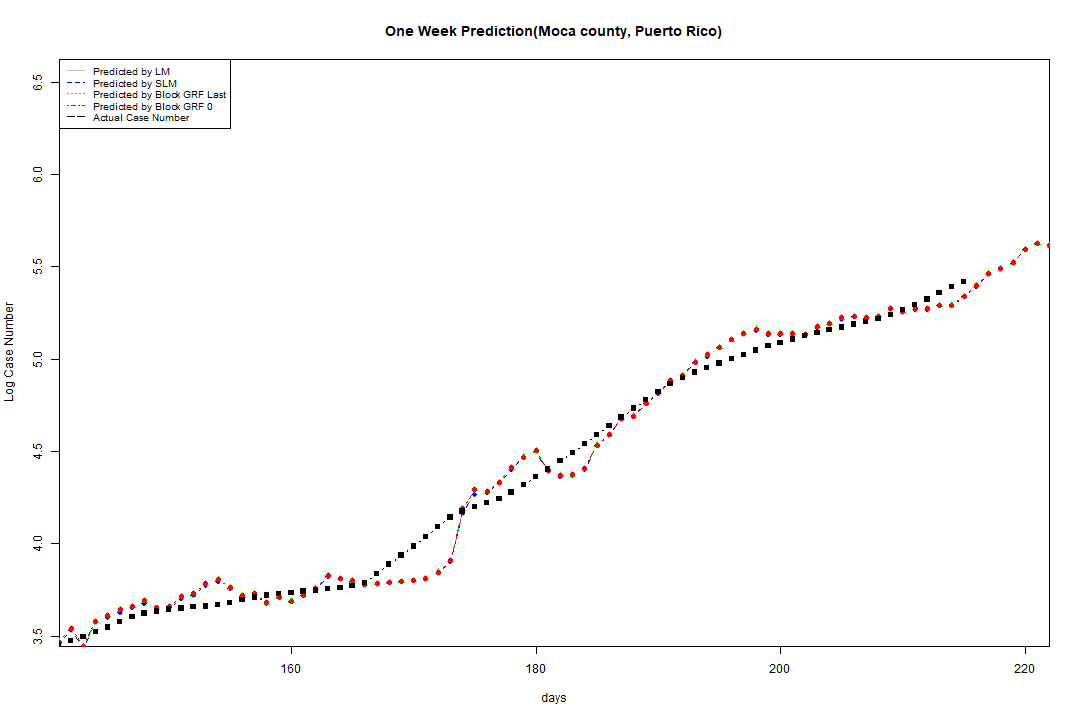 One Week Prediction(Moca county, Puerto Rico)
Predicted by LM
Predicted by SLM
Predicted by Block GRF Last
Predicted by Block GRF 0
Actual Case Number
6.5
6.0
5.5
5.0
4.5
4.0
3.5
Log Case Number
160 180 200 220
days